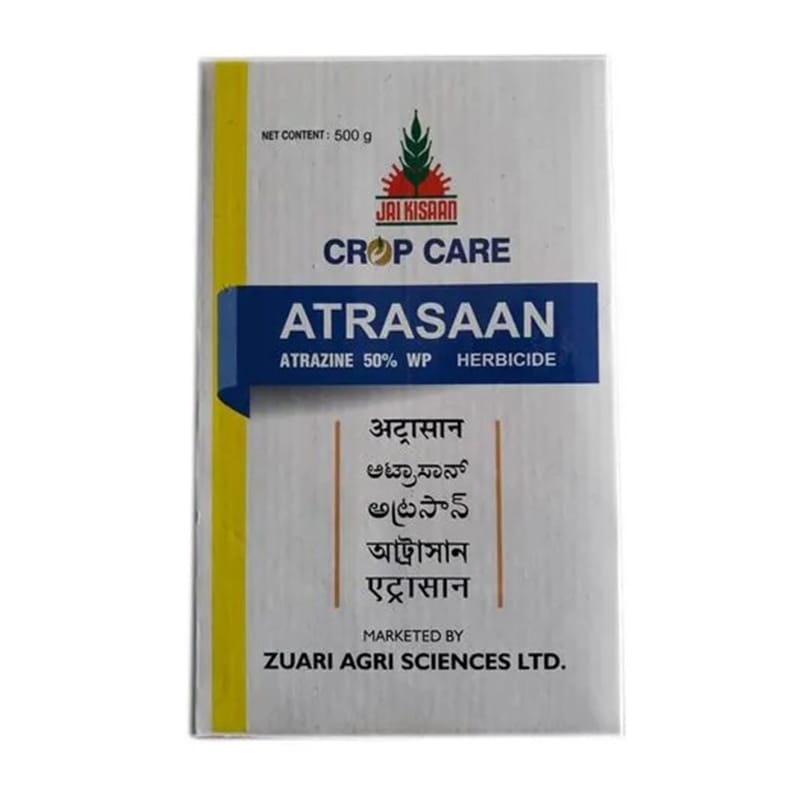 NET CONTENT : 500 g
JAI KISAAN
CROP CARE
ATRASAAN
ATRAZINE 50% WP HERBICIDE
अट्रासान
ಅಟ್ರಾಸಾನ್
అట్రసాన్
আট্রাসান
एट्रासान
MARKETED BY
ZUARI AGRI SCIENCES LTD.